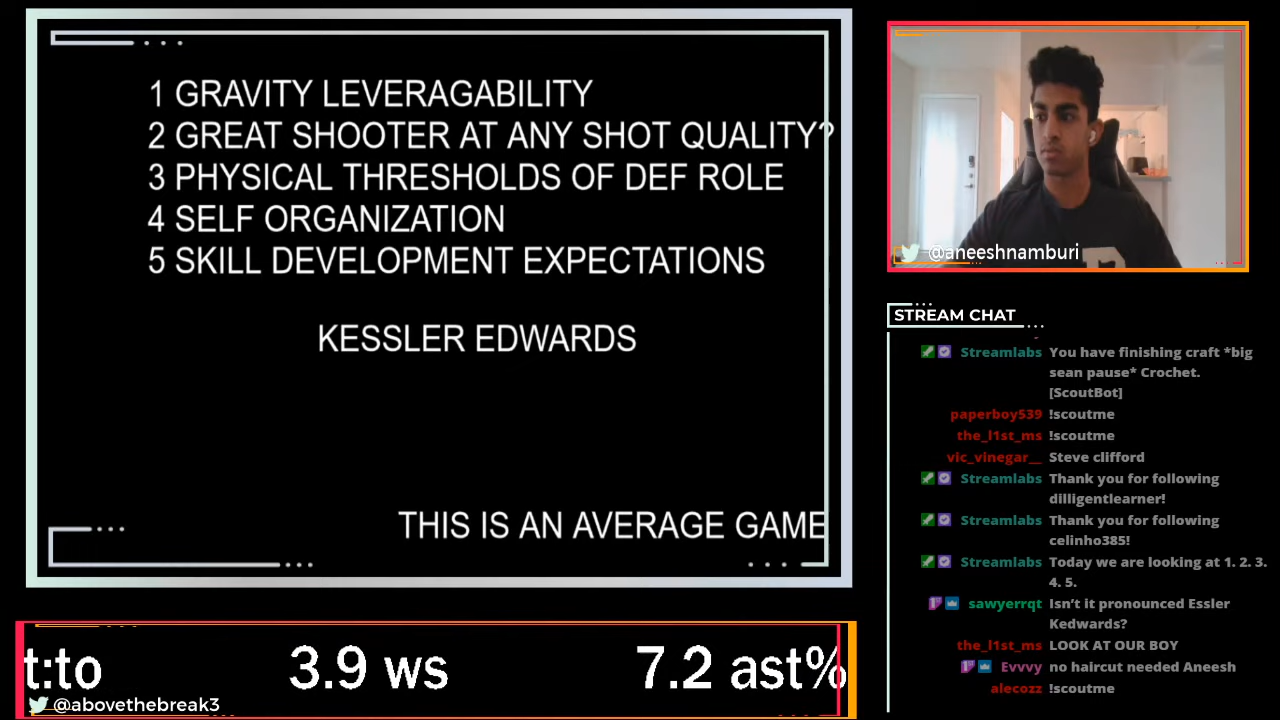 1 GRAVITY LEVERAGABILITY
2 GREAT SHOOTER AT ANY SHOT QUALITY?
3 PHYSICAL THRESHOLDS OF DEF ROLE
4 SELF ORGANIZATION
5 SKILL DEVELOPMENT EXPECTATIONS
KESSLER EDWARDS
THIS IS AN AVERAGE GAME
t:to 3.9 ws 7.2 ast%
@abovethebreak3
@aneeshnamburi
STREAM CHAT
Streamlabs You have finishing craft *big
sean pause* Crochet.
[ScoutBot]
paperboy539 !scoutme
the_l1st_ms !scoutme
vic_vinegar__ Steve clifford
Streamlabs Thank you for following
dilligentlearner!
Streamlabs Thank you for following
celinho385!
Streamlabs Today we are looking at 1. 2. 3.
4. 5.
sawyerrqt Isn't it pronounced Essler
Kedwards?
the_l1st_ms LOOK AT OUR BOY
Evvvy no haircut needed Aneesh
alecozz !scoutme